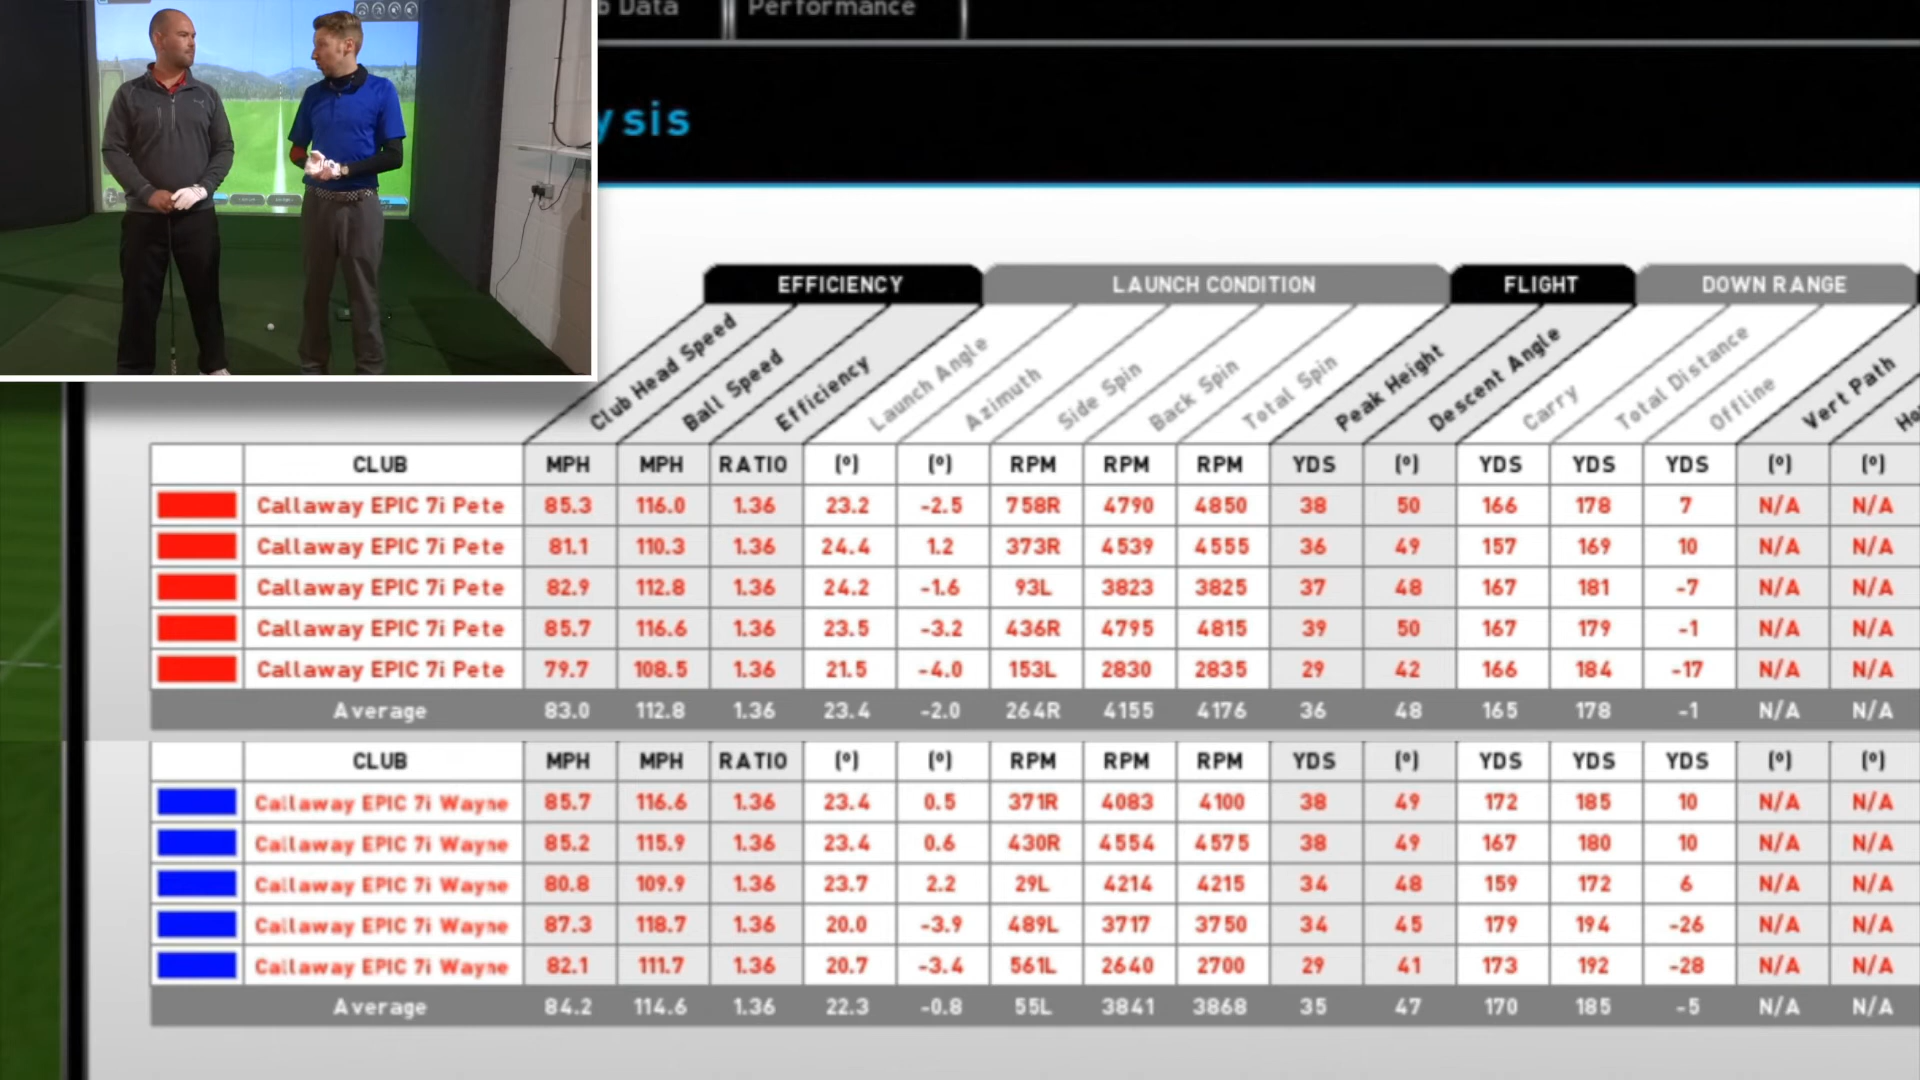 Data Performance
ysis
EFFICIENCY LAUNCH CONDITION FLIGHT DOWN RANGE
Club Head Speed Ball Speed Efficiency Launch Angle Azimuth Side Spin Back Spin Total Spin Peak Height Descent Angle Carry Total Distance Offline Vert Path Ho
CLUB MPH MPH RATIO (º) (º) RPM RPM RPM YDS (º) YDS YDS YDS (º) (º)
Callaway EPIC 7i Pete 85.3 116.0 1.36 23.2 -2.5 758R 4790 4850 38 50 166 178 7 N/A N/A
Callaway EPIC 7i Pete 81.1 110.3 1.36 24.4 1.2 373R 4539 4555 36 49 157 169 10 N/A N/A
Callaway EPIC 7i Pete 82.9 112.8 1.36 24.2 -1.6 93L 3823 3825 37 48 167 181 -7 N/A N/A
Callaway EPIC 7i Pete 85.7 116.6 1.36 23.5 -3.2 436R 4795 4815 39 50 167 179 -1 N/A N/A
Callaway EPIC 7i Pete 79.7 108.5 1.36 21.5 -4.0 153L 2830 2835 29 42 166 184 -17 N/A N/A
Average 83.0 112.8 1.36 23.4 -2.0 264R 4155 4176 36 48 165 178 -1 N/A N/A
CLUB MPH MPH RATIO (º) (º) RPM RPM RPM YDS (º) YDS YDS YDS (º) (º)
Callaway EPIC 7i Wayne 85.7 116.6 1.36 23.4 0.5 371R 4083 4100 38 49 172 185 10 N/A N/A
Callaway EPIC 7i Wayne 85.2 115.9 1.36 23.4 0.6 430R 4554 4575 38 49 167 180 10 N/A N/A
Callaway EPIC 7i Wayne 80.8 109.9 1.36 23.7 2.2 29L 4214 4215 34 48 159 172 6 N/A N/A
Callaway EPIC 7i Wayne 87.3 118.7 1.36 20.0 -3.9 489L 3717 3750 34 45 179 194 -26 N/A N/A
Callaway EPIC 7i Wayne 82.1 111.7 1.36 20.7 -3.4 561L 2640 2700 29 41 173 192 -28 N/A N/A
Average 84.2 114.6 1.36 22.3 -0.8 55L 3841 3868 35 47 170 185 -5 N/A N/A